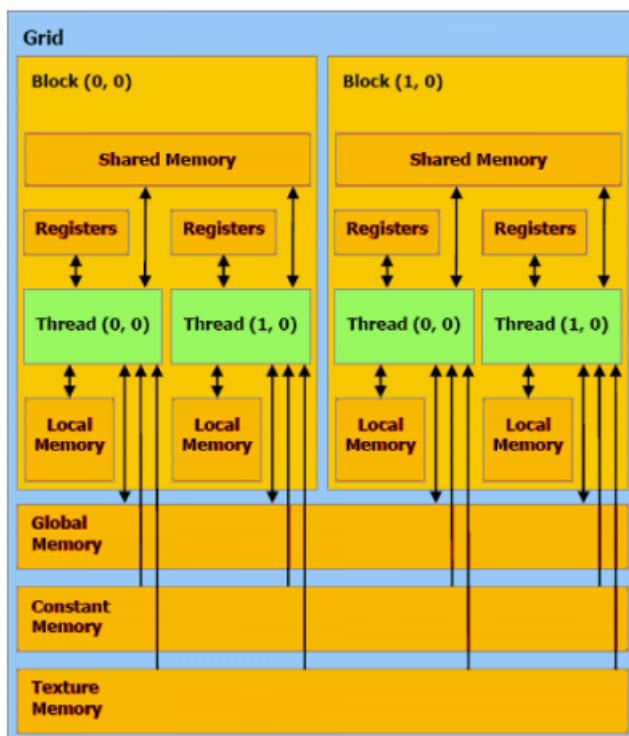 Grid
Block (0, 0)
Block (1, 0)
Shared Memory
Shared Memory
Registers
Registers
Registers
Registers
Thread (0, 0)
Thread (1, 0)
Thread (0, 0)
Thread (1, 0)
Local
Memory
Local
Memory
Local
Memory
Local
Memory
Global
Memory
Constant
Memory
Texture
Memory